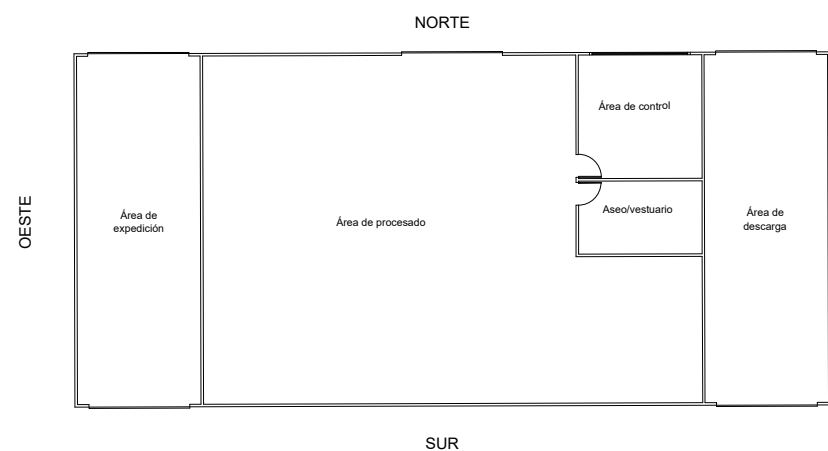 NORTE
Área de control
OESTE
Área de
expedición
Área de procesado
Aseo/vestuario
Área de
descarga
SUR